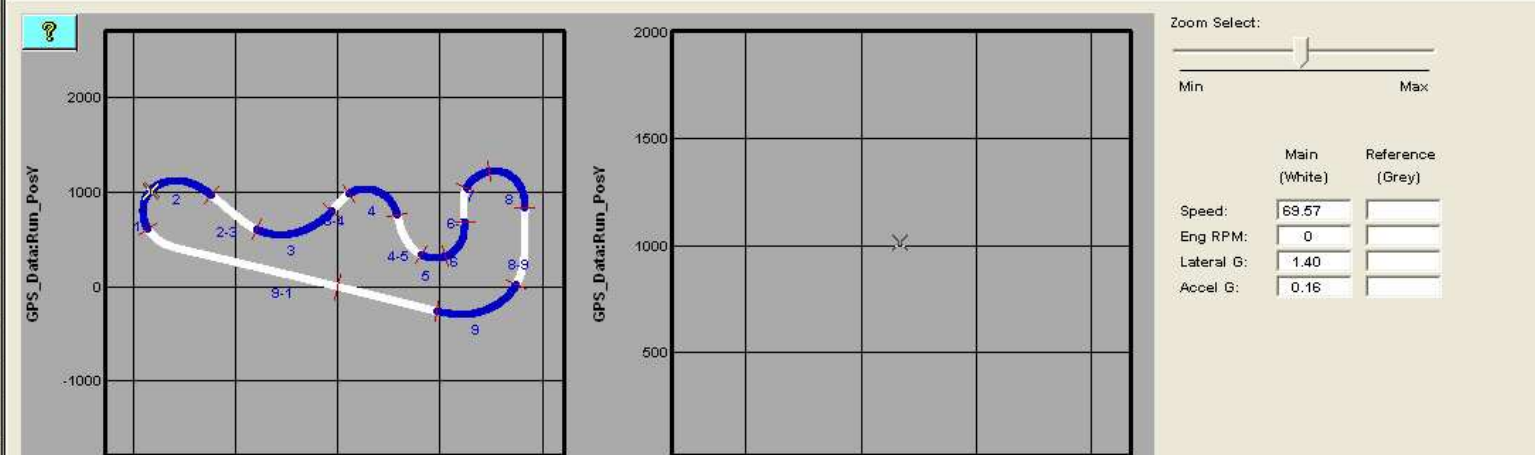 ?
GPS_Data:Run_PosY
2000
1000
0
-1000
1
2
2-3
3
3-4
4
4-5
5
6
6-7
7
8
8-9
9
9-1
GPS_Data:Run_PosY
2000
1500
1000
500
Zoom Select:
Min Max
Main Reference
(White) (Grey)
Speed: 69.57
Eng RPM: 0
Lateral G: 1.40
Accel G: 0.16